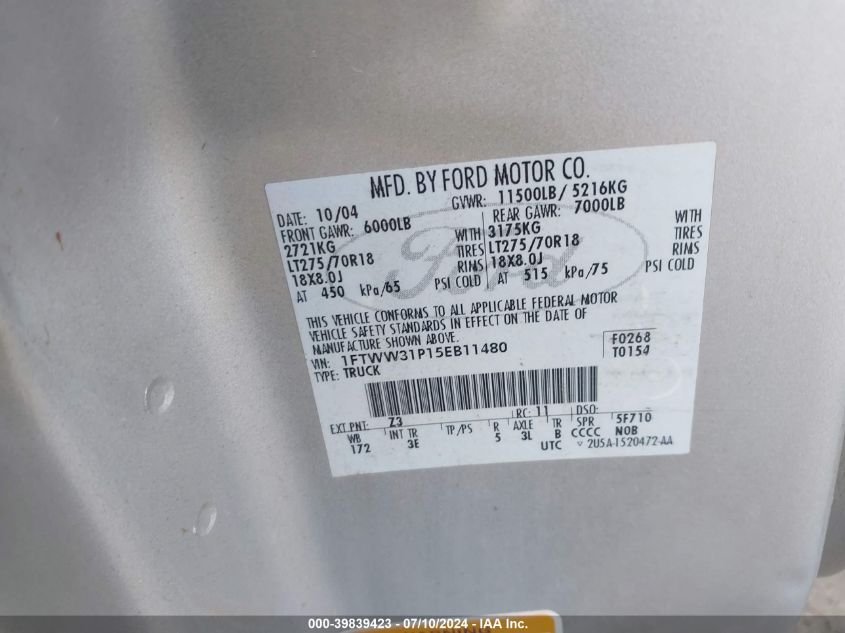 MFD. BY FORD MOTOR CO.
DATE: 10/04 GVWR: 11500LB/ 5216KG
FRONT GAWR: 6000LB REAR GAWR: 7000LB
2721KG WITH 3175KG WITH
LT275/70R18 TIRES LT275/70R18 TIRES
18X8.0J RIMS 18X8.0J RIMS
AT 450 kPa/65 PSI COLD AT 515 kPa/75 PSI COLD
THIS VEHICLE CONFORMS TO ALL APPLICABLE FEDERAL MOTOR
VEHICLE SAFETY STANDARDS IN EFFECT ON THE DATE OF
MANUFACTURE SHOWN ABOVE.
VIN: 1FTWW31P15EB11480 F0268
TYPE: TRUCK T0154
EXT PNT: Z3 RC: 11 DSO:
WB INT TR TP/PS R AXLE TR SPR 5F710
172 3E 5 3L B CCCC NOB
UTC 2U5A-1520472-AA
Ford
WARNING
000-39839423 - 07/10/2024 - IAA Inc.